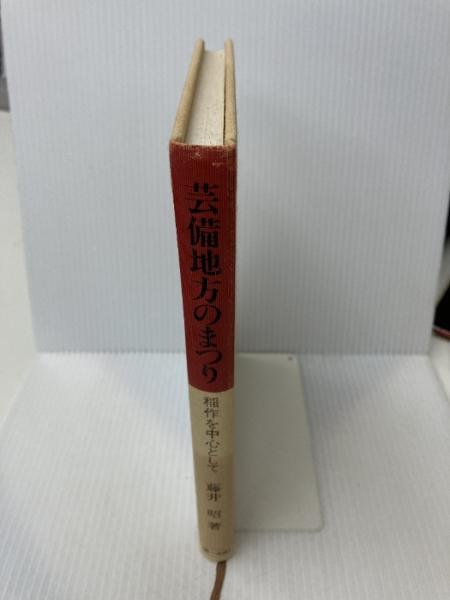 芸備地方のまつり
稲作を中心として
藤井 昭 著